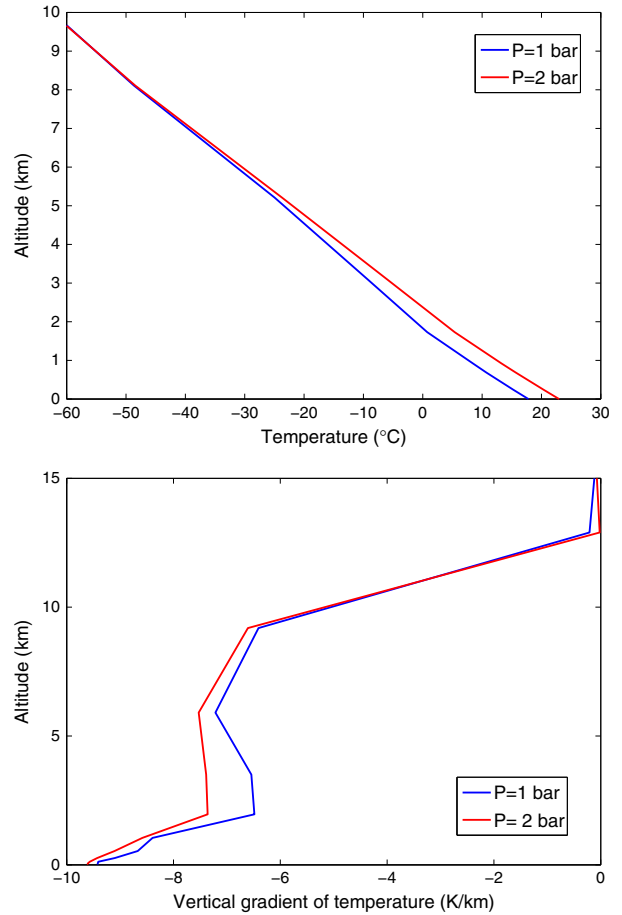 10
9
8
7
6
5
4
3
2
1
0
Altitude (km)
P=1 bar
P=2 bar
−60 −50 −40 −30 −20 −10 0 10 20 30
Temperature (°C)
15
10
5
0
Altitude (km)
P=1 bar
P= 2 bar
−10 −8 −6 −4 −2 0
Vertical gradient of temperature (K/km)